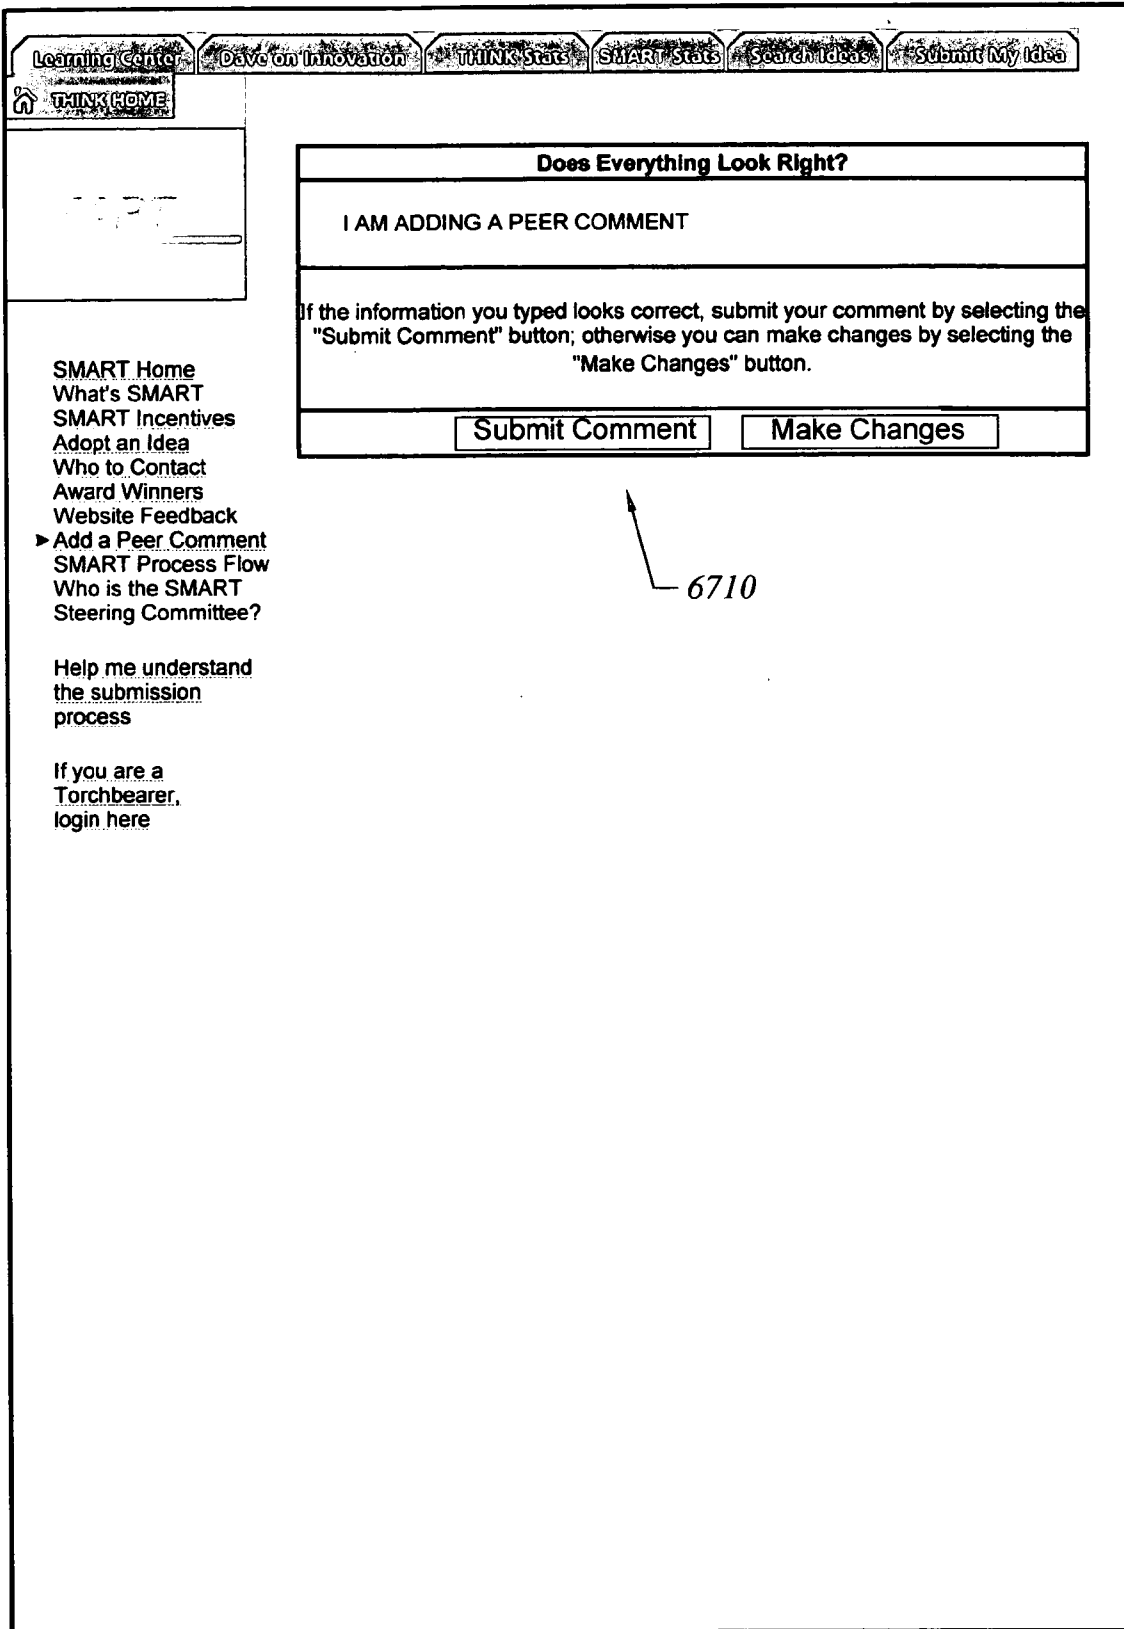 Learning Center Dave on Innovation THINK Stats SMART Stats Search Ideas Submit My Idea
THINK HOME
Does Everything Look Right?
I AM ADDING A PEER COMMENT
If the information you typed looks correct, submit your comment by selecting the
"Submit Comment" button; otherwise you can make changes by selecting the
"Make Changes" button.
Submit Comment Make Changes
6710
SMART Home
What's SMART
SMART Incentives
Adopt an Idea
Who to Contact
Award Winners
Website Feedback
►Add a Peer Comment
SMART Process Flow
Who is the SMART
Steering Committee?
Help me understand
the submission
process
If you are a
Torchbearer,
login here